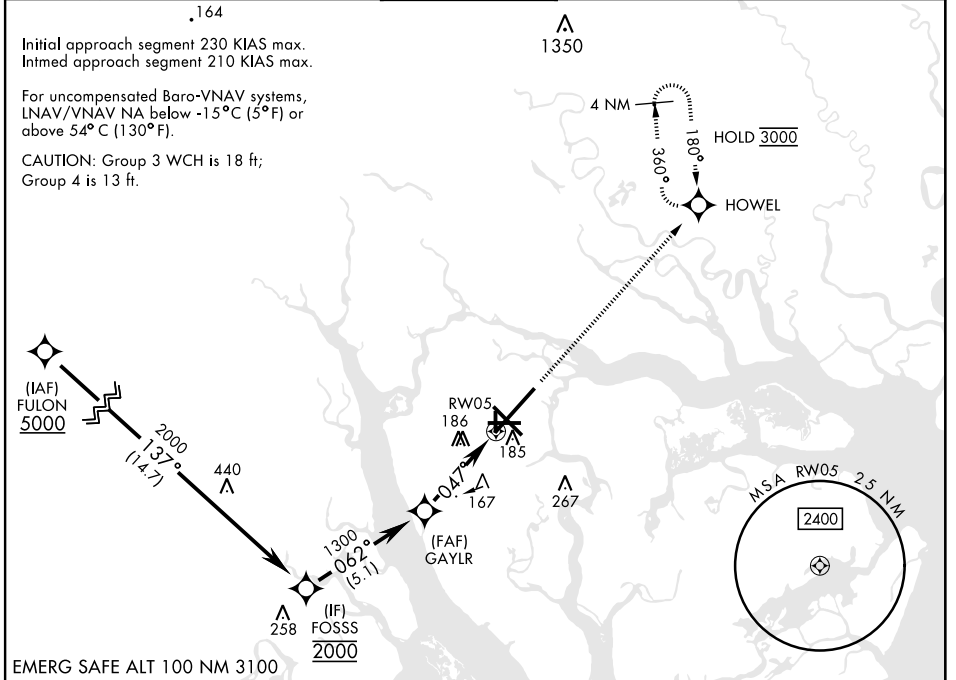 .164
Initial approach segment 230 KIAS max.
Intmed approach segment 210 KIAS max.
For uncompensated Baro-VNAV systems,
LNAV/VNAV NA below -15°C (5°F) or
above 54°C (130°F).
CAUTION: Group 3 WCH is 18 ft;
Group 4 is 13 ft.
1350
4 NM
HOLD 3000
360°
180°
HOWEL
(IAF)
FULON
5000
2000
137°
(14.7)
440
RW05
186
185
047°
167
267
(FAF)
GAYLR
1300
062°
(5.1)
258
(IF)
FOSSS
2000
MSA RW05 25 NM
2400
EMERG SAFE ALT 100 NM 3100